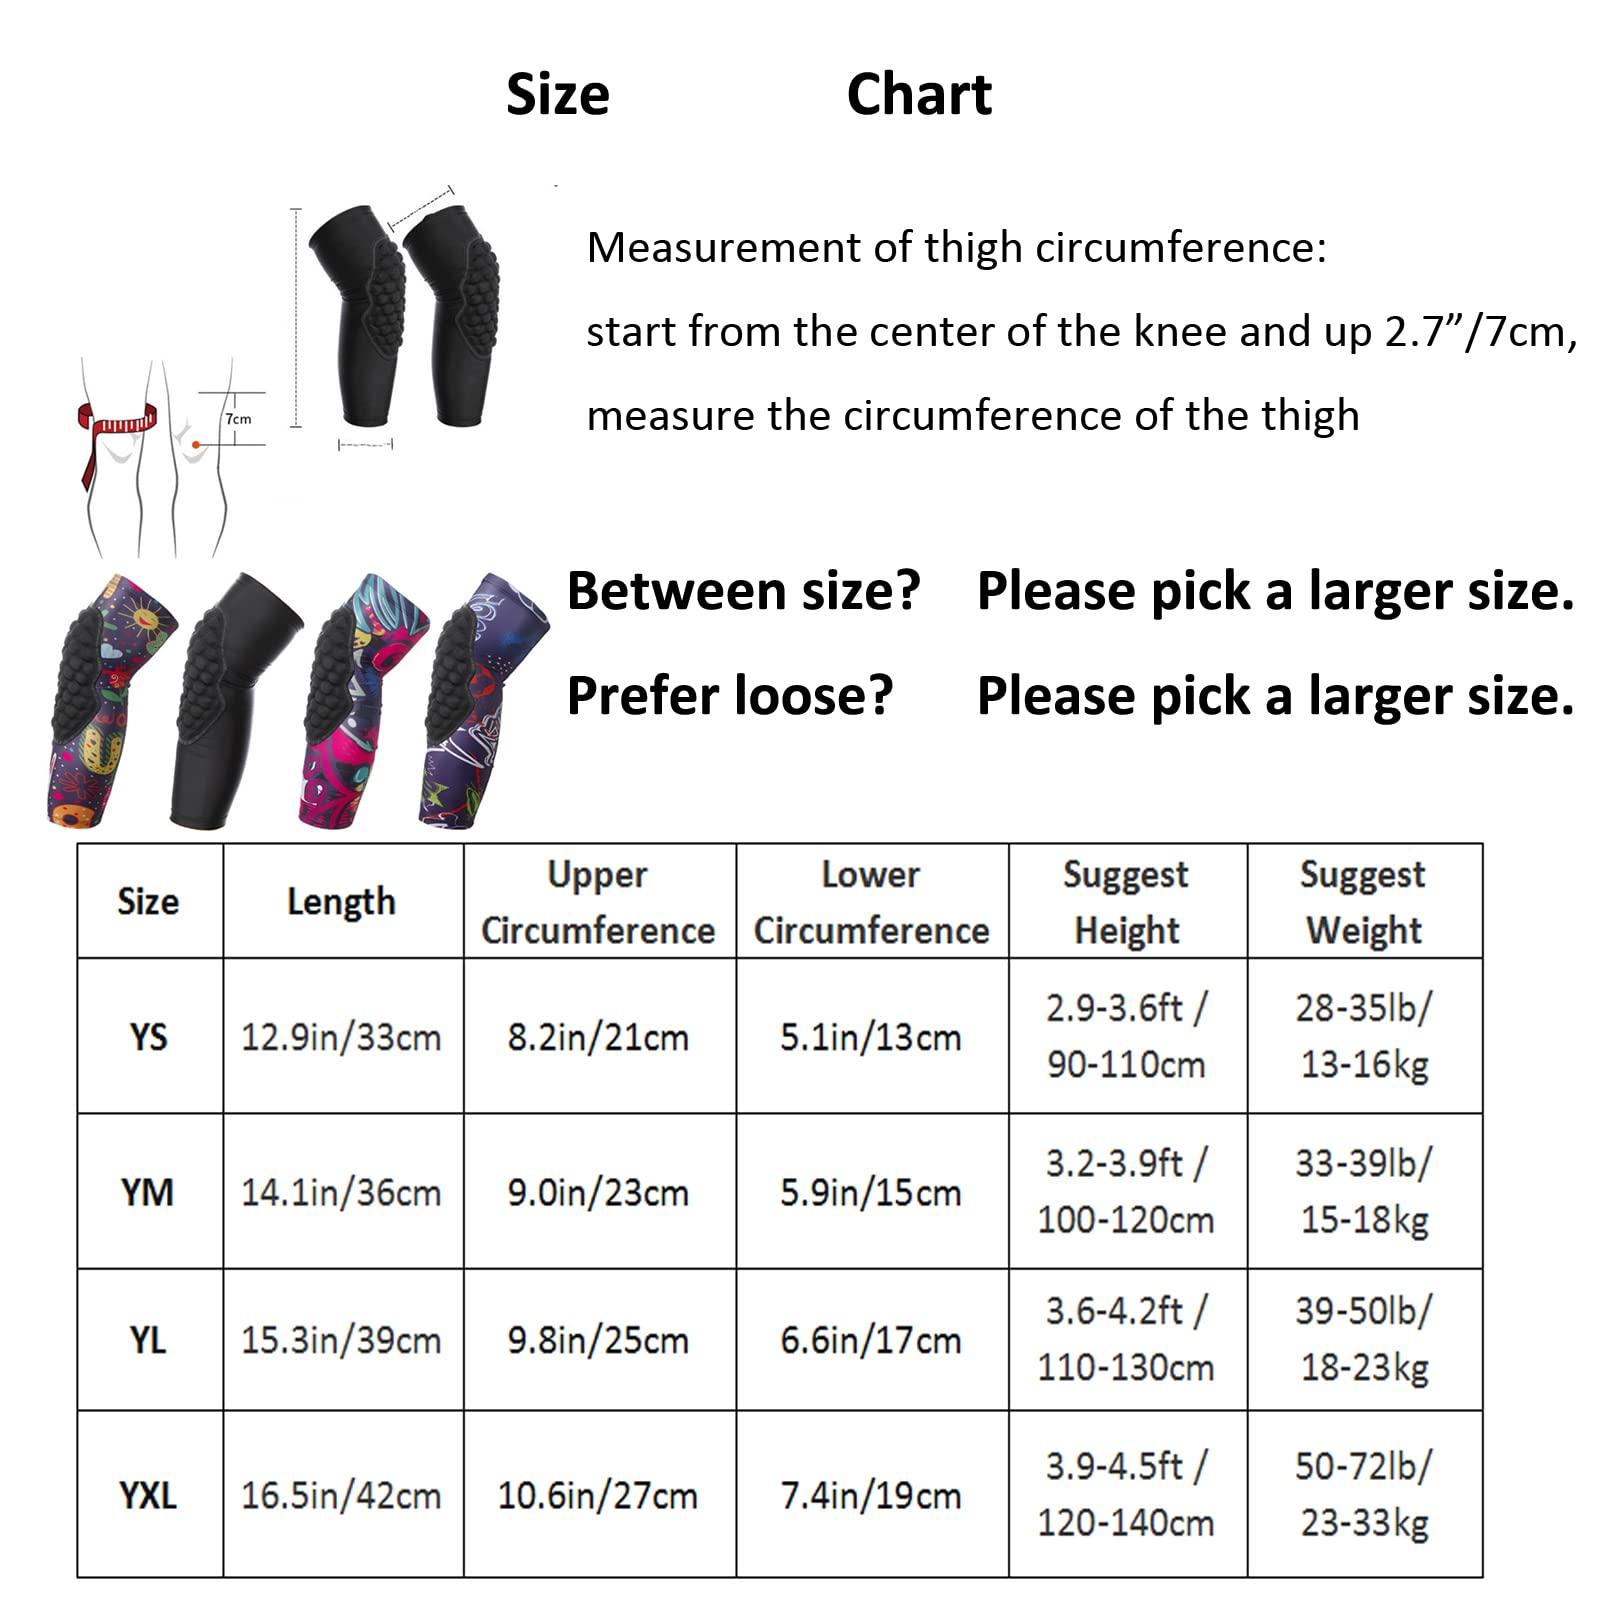 Size Chart
Measurement of thigh circumference:
start from the center of the knee and up 2.7”/7cm,
measure the circumference of the thigh
7cm
Between size? Please pick a larger size.
Prefer loose? Please pick a larger size.
Size Length Upper Circumference Lower Circumference Suggest Height Suggest Weight
YS 12.9in/33cm 8.2in/21cm 5.1in/13cm 2.9-3.6ft / 90-110cm 28-35lb/ 13-16kg
YM 14.1in/36cm 9.0in/23cm 5.9in/15cm 3.2-3.9ft / 100-120cm 33-39lb/ 15-18kg
YL 15.3in/39cm 9.8in/25cm 6.6in/17cm 3.6-4.2ft / 110-130cm 39-50lb/ 18-23kg
YXL 16.5in/42cm 10.6in/27cm 7.4in/19cm 3.9-4.5ft / 120-140cm 50-72lb/ 23-33kg